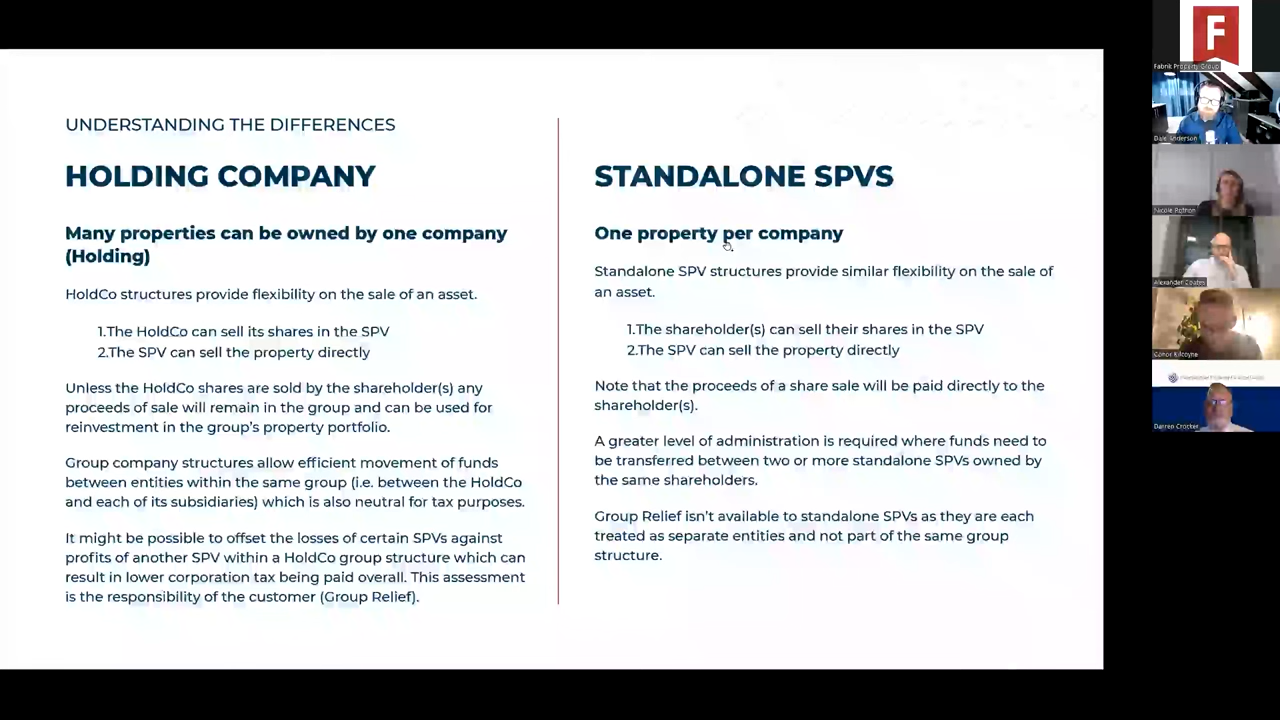 UNDERSTANDING THE DIFFERENCES
HOLDING COMPANY
Many properties can be owned by one company
(Holding)
HoldCo structures provide flexibility on the sale of an asset.
1.The HoldCo can sell its shares in the SPV
2.The SPV can sell the property directly
Unless the HoldCo shares are sold by the shareholder(s) any
proceeds of sale will remain in the group and can be used for
reinvestment in the group's property portfolio.
Group company structures allow efficient movement of funds
between entities within the same group (i.e. between the HoldCo
and each of its subsidiaries) which is also neutral for tax purposes.
It might be possible to offset the losses of certain SPVs against
profits of another SPV within a HoldCo group structure which can
result in lower corporation tax being paid overall. This assessment
is the responsibility of the customer (Group Relief).
STANDALONE SPVS
One property per company
Standalone SPV structures provide similar flexibility on the sale of
an asset.
1.The shareholder(s) can sell their shares in the SPV
2.The SPV can sell the property directly
Note that the proceeds of a share sale will be paid directly to the
shareholder(s).
A greater level of administration is required where funds need to
be transferred between two or more standalone SPVs owned by
the same shareholders.
Group Relief isn't available to standalone SPVs as they are each
treated as separate entities and not part of the same group
structure.
F
Fabrik Property Group
Dale Anderson
Nicole
Alexander Coates
Conor Kilcoyne
Darren Crocker